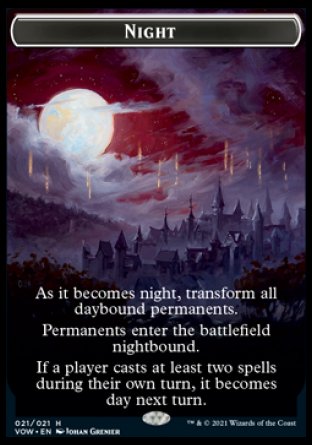 NIGHT
As it becomes night, transform all
daybound permanents.
Permanents enter the battlefield
nightbound.
If a player casts at least two spells
during their own turn, it becomes
day next turn.
021/021 H
VOW • EN JOHAN GRENIER
™ & © 2021 Wizards of the Coast